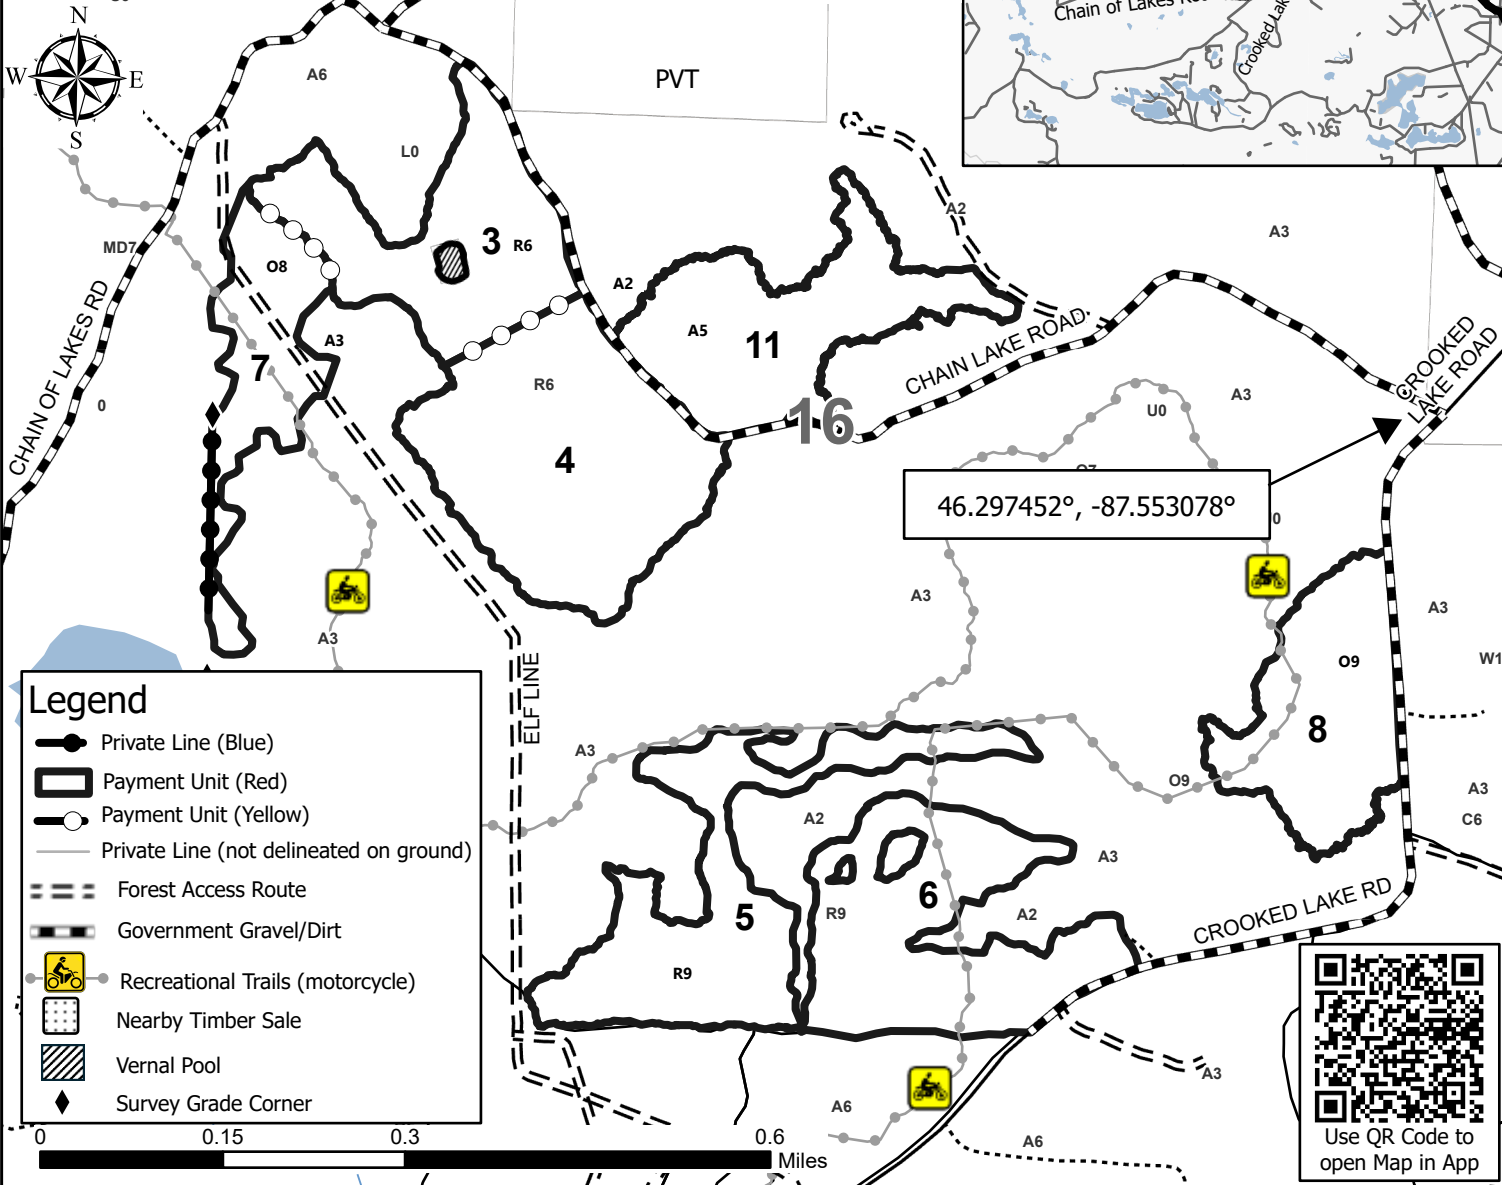 N
W
E
S
A6
PVT
Chain of Lakes
Crooked
L0
A2
A3
MD7
3
R6
O8
A2
A5
11
A3
7
R6
CHAIN OF LAKES RD
0
CHAIN LAKE ROAD
CROOKED
LAKE ROAD
16
U0
A3
4
46.297452°, -87.553078°
0
A3
A3
A3
O9
W1
ELF LINE
8
A3
O9
A3
C6
A2
A3
5
R9
6
A2
R9
CROOKED LAKE RD
A3
A6
A6
Legend
Private Line (Blue)
Payment Unit (Red)
Payment Unit (Yellow)
Private Line (not delineated on ground)
Forest Access Route
Government Gravel/Dirt
Recreational Trails (motorcycle)
Nearby Timber Sale
Vernal Pool
Survey Grade Corner
0
0.15
0.3
0.6
Miles
Use QR Code to
open Map in App